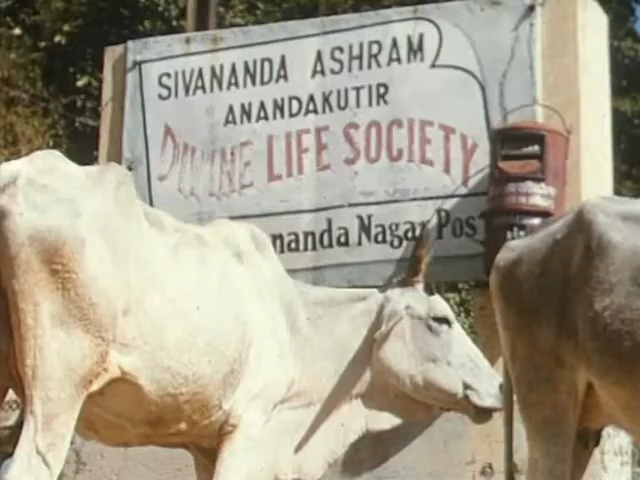 SIVANANDA ASHRAM
ANANDAKUTIR
DIVINE LIFE SOCIETY
nanda Nagar Pos